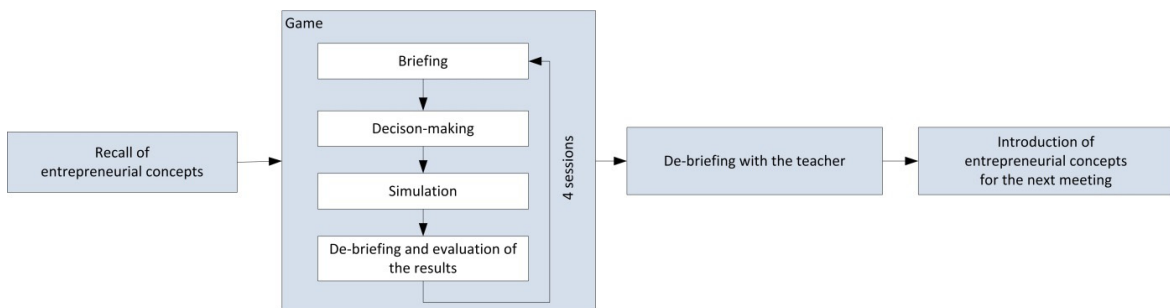 Game
Briefing
Decison-making
Simulation
De-briefing and evaluation of
the results
4 sessions
Recall of
entrepreneurial concepts
De-briefing with the teacher
Introduction of
entrepreneurial concepts
for the next meeting